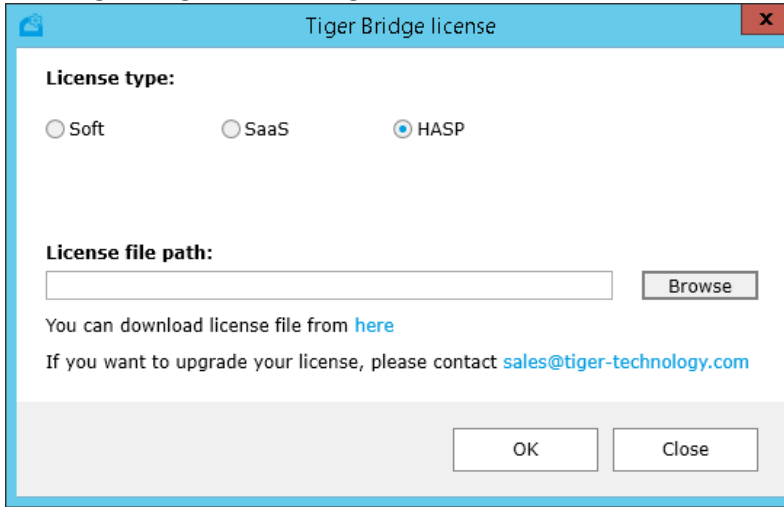 Tiger Bridge license
x
License type:
Soft SaaS HASP
License file path:
Browse
You can download license file from here
If you want to upgrade your license, please contact sales@tiger-technology.com
OK Close